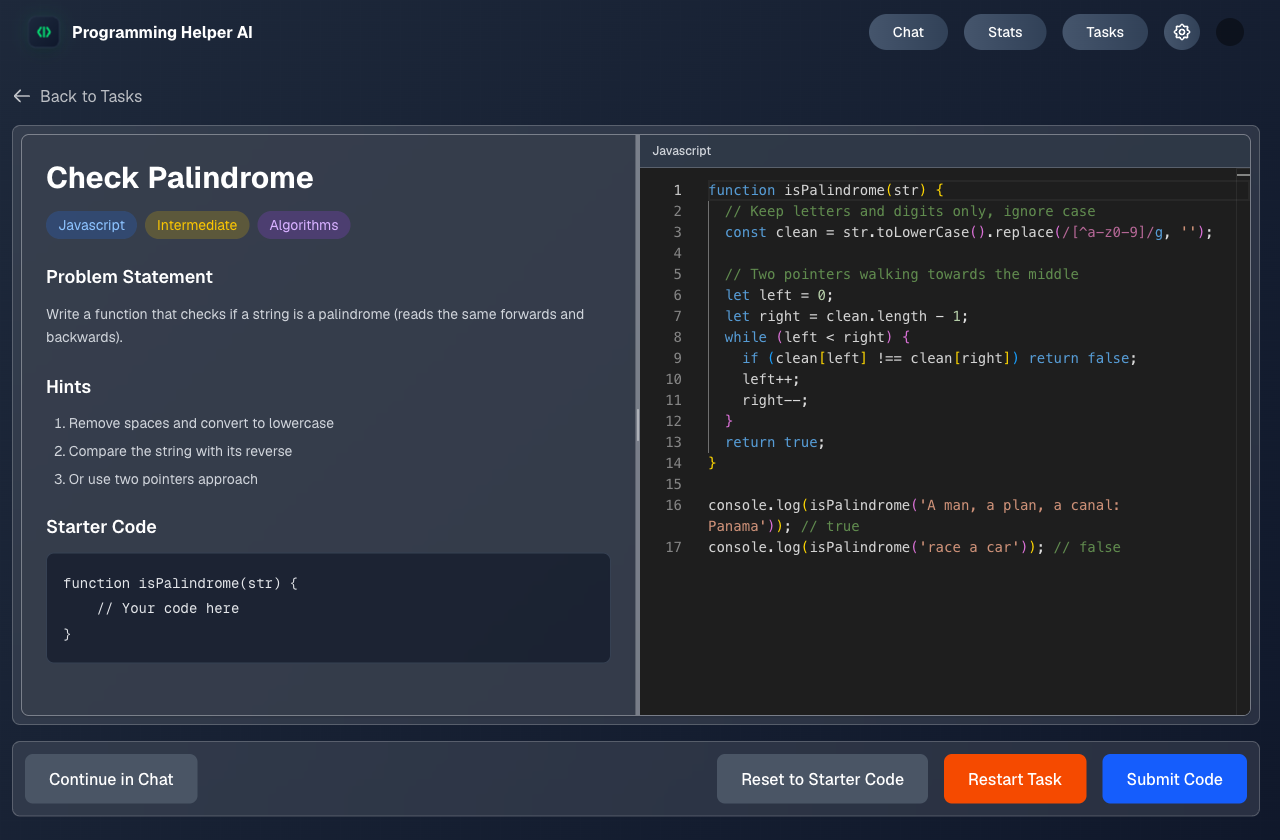 Programming Helper AI
Chat
Stats
Tasks
Back to Tasks
Check Palindrome
Javascript
Intermediate
Algorithms
Problem Statement
Write a function that checks if a string is a palindrome (reads the same forwards and
backwards).
Hints
1. Remove spaces and convert to lowercase
2. Compare the string with its reverse
3. Or use two pointers approach
Starter Code
function isPalindrome(str) {
    // Your code here
}
Javascript
1 function isPalindrome(str) {
2   // Keep letters and digits only, ignore case
3   const clean = str.toLowerCase().replace(/[^a-z0-9]/g, '');
4
5   // Two pointers walking towards the middle
6   let left = 0;
7   let right = clean.length - 1;
8   while (left < right) {
9     if (clean[left] !== clean[right]) return false;
10     left++;
11     right--;
12   }
13   return true;
14 }
15
16 console.log(isPalindrome('A man, a plan, a canal:
Panama')); // true
17 console.log(isPalindrome('race a car')); // false
Continue in Chat
Reset to Starter Code
Restart Task
Submit Code